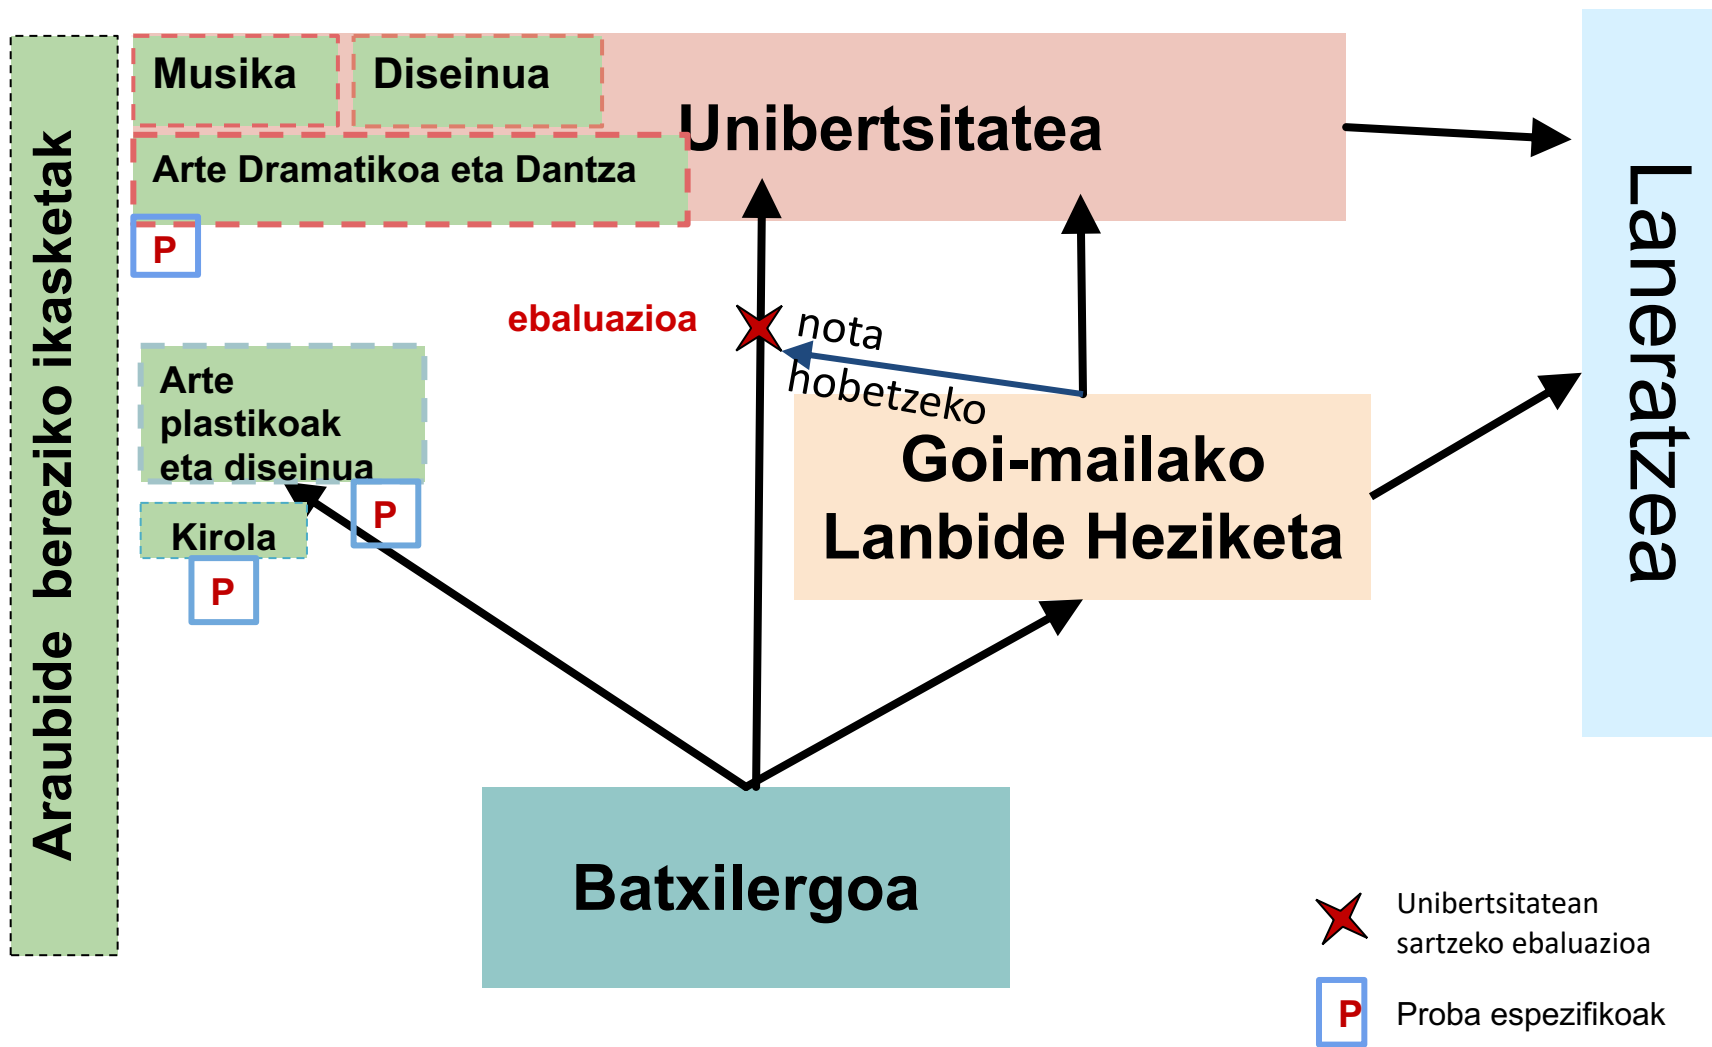 Araubide bereziko ikasketak
Musika
Diseinua
Unibertsitatea
Arte Dramatikoa eta Dantza
P
ebaluazioa
nota
hobetzeko
Arte
plastikoak
eta diseinua
P
Kirola
P
Goi-mailako
Lanbide Heziketa
Laneratzea
Batxilergoa
Unibertsitatean
sartzeko ebaluazioa
P
Proba espezifikoak